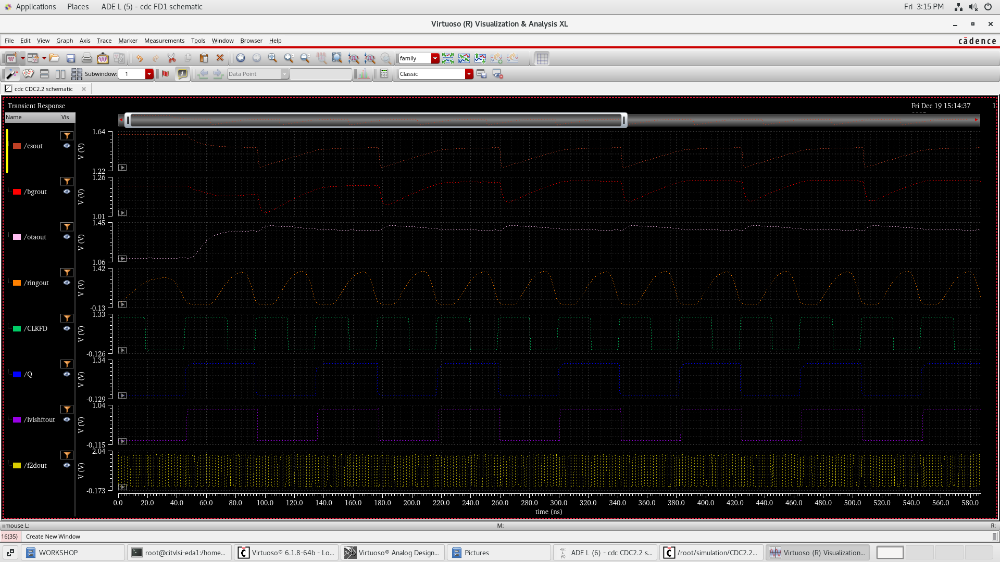 Applications Places ADE L (5) - cdc FD1 schematic Fri 3:15 PM
Virtuoso (R) Visualization & Analysis XL
File Edit View Graph Axis Trace Marker Measurements Tools Window Browser Help cādence
family
Subwindow: 1 Data Point Classic
cdc CDC2.2 schematic
Transient Response Fri Dec 19 15:14:37 1
Name Vis
1.64
/csout V (V)
1.22
1.26
/bgrout V (V)
1.01
1.45
/otaout V (V)
1.06
1.42
/ringout V (V)
-0.13
1.33
/CLKFD V (V)
-0.126
1.34
/Q V (V)
-0.129
1.04
/lvlshftout V (V)
-0.115
2.04
/f2dout V (V)
-0.173
0.0 20.0 40.0 60.0 80.0 100.0 120.0 140.0 160.0 180.0 200.0 220.0 240.0 260.0 280.0 300.0 320.0 340.0 360.0 380.0 400.0 420.0 440.0 460.0 480.0 500.0 520.0 540.0 560.0 580.0
time (ns)
mouse L: M: R:
16(35) Create New Window
WORKSHOP root@citvlsi-eda1:/home... Virtuoso® 6.1.8-64b - Lo... Virtuoso® Analog Design... Pictures ADE L (6) - cdc CDC2.2 s... /root/simulation/CDC2.2... Virtuoso (R) Visualization...